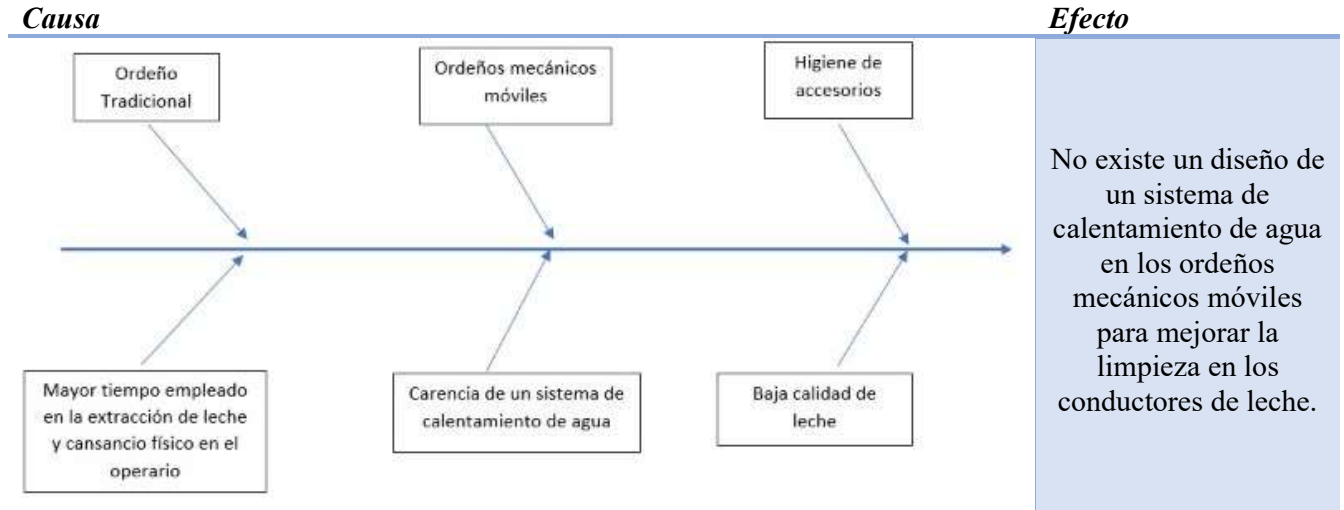 Causa
Efecto
Ordeño
Tradicional
Ordeños mecánicos
móviles
Higiene de
accesorios
Mayor tiempo empleado
en la extracción de leche
y cansancio físico en el
operario
Carencia de un sistema de
calentamiento de agua
Baja calidad de
leche
No existe un diseño de
un sistema de
calentamiento de agua
en los ordeños
mecánicos móviles
para mejorar la
limpieza en los
conductores de leche.